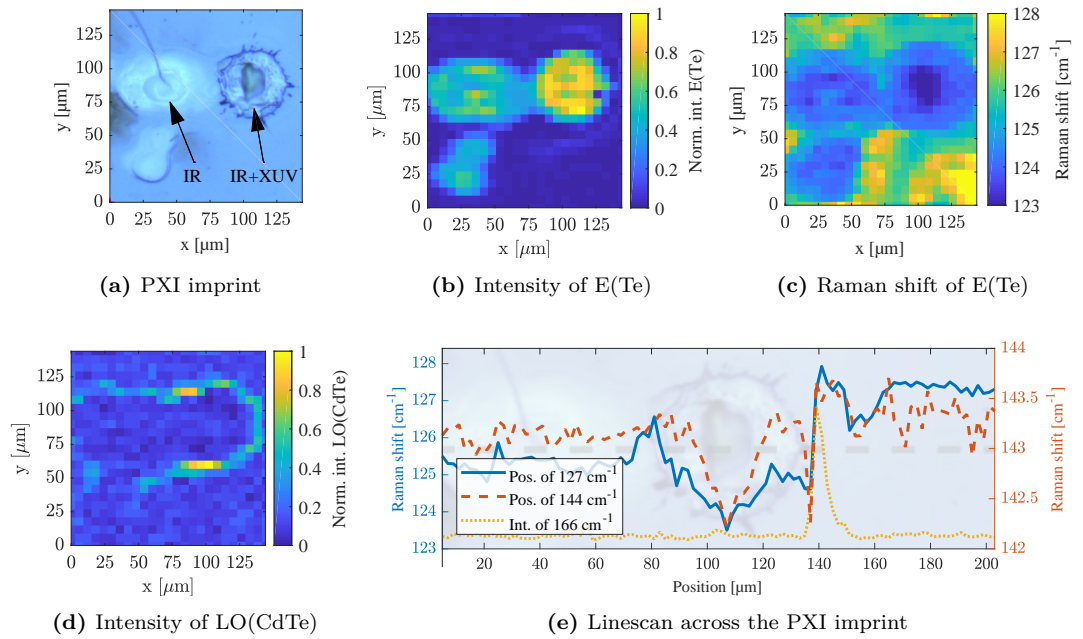 125
100
75
50
25
0
y [µm]
IR
IR+XUV
0 25 50 75 100 125
x [µm]
(a) PXI imprint
125
100
75
50
25
0
y [µm]
0 25 50 75 100 125
x [µm]
1
0.8
0.6
0.4
0.2
0
Norm. int. E(Te)
(b) Intensity of E(Te)
125
100
75
50
25
0
y [µm]
0 25 50 75 100 125
x [µm]
128
127
126
125
124
123
Raman shift [cm⁻¹]
(c) Raman shift of E(Te)
125
100
75
50
25
0
y [µm]
0 25 50 75 100 125
x [µm]
1
0.8
0.6
0.4
0.2
0
Norm. int. LO(CdTe)
(d) Intensity of LO(CdTe)
128
127
126
125
124
123
Raman shift [cm⁻¹]
Pos. of 127 cm⁻¹
Pos. of 144 cm⁻¹
Int. of 166 cm⁻¹
20 40 60 80 100 120 140 160 180 200
Position [µm]
144
143.5
143
142.5
142
Raman shift [cm⁻¹]
(e) Linescan across the PXI imprint